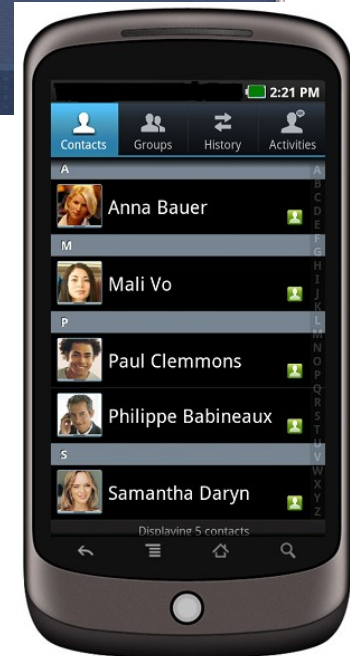 2:21 PM
Contacts Groups History Activities
A
Anna Bauer
M
Mali Vo
P
Paul Clemmons
Philippe Babineaux
S
Samantha Daryn
Displaying 5 contacts
A
B
C
D
E
F
G
H
I
J
K
L
M
N
O
P
Q
R
S
T
U
V
W
X
Y
Z